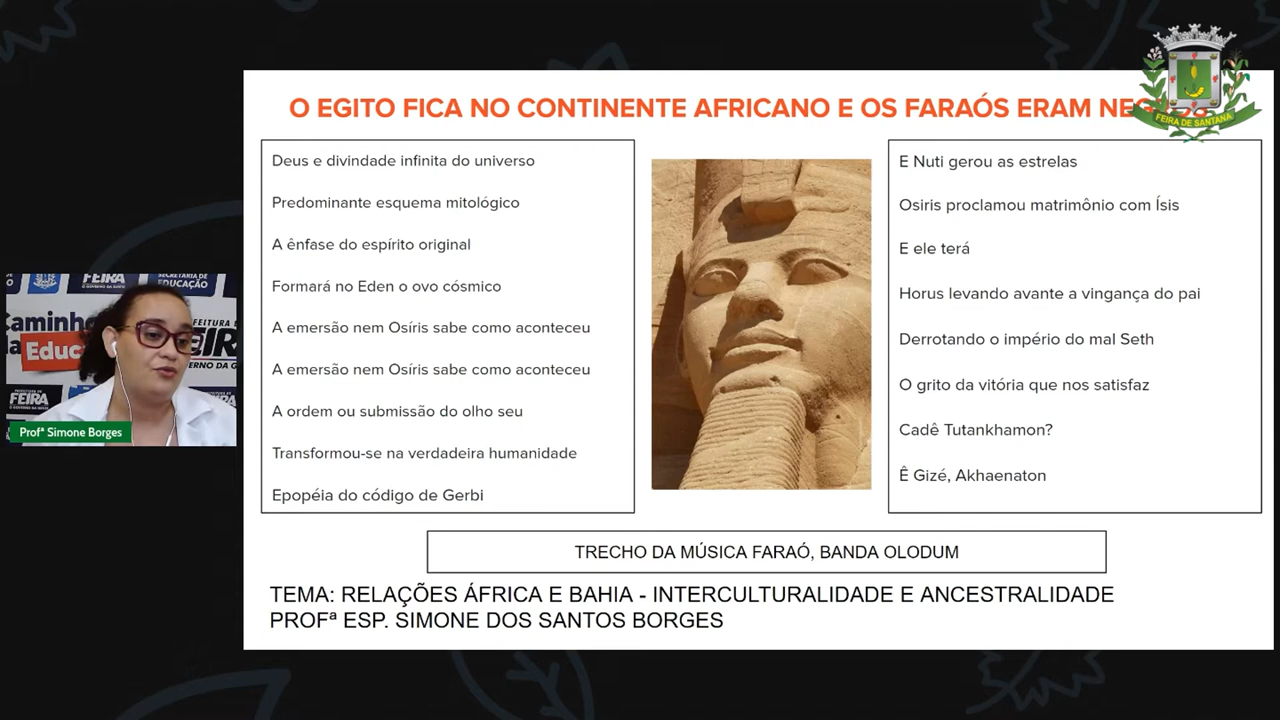 FEIRA DE SANTANA
O EGITO FICA NO CONTINENTE AFRICANO E OS FARAÓS ERAM
Deus e divindade infinita do universo
Predominante esquema mitológico
A ênfase do espírito original
Formará no Eden o ovo cósmico
A emersão nem Osíris sabe como aconteceu
A emersão nem Osíris sabe como aconteceu
A ordem ou submissão do olho seu
Transformou-se na verdadeira humanidade
Epopéia do código de Gerbi
E Nuti gerou as estrelas
Osiris proclamou matrimônio com Ísis
E ele terá
Horus levando avante a vingança do pai
Derrotando o império do mal Seth
O grito da vitória que nos satisfaz
Cadê Tutankhamon?
Ê Gizé, Akhaenaton
TRECHO DA MÚSICA FARAÓ, BANDA OLODUM
TEMA: RELAÇÕES ÁFRICA E BAHIA - INTERCULTURALIDADE E ANCESTRALIDADE
PROFª ESP. SIMONE DOS SANTOS BORGES
FEIRA
SECRETARIA DE
EDUCAÇÃO
FEIRA
Profª Simone Borges